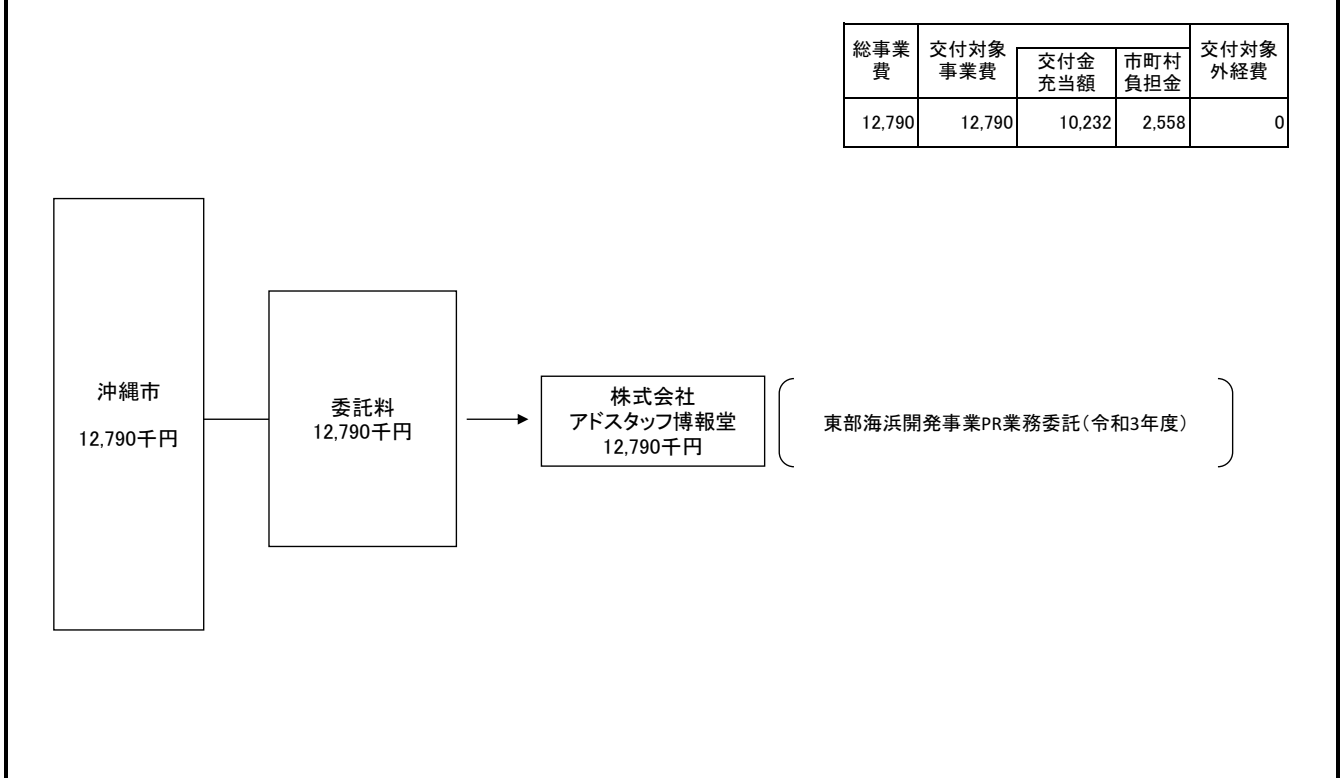 総事業費
交付対象事業費
交付金充当額
市町村負担金
交付対象外経費
12,790
12,790
10,232
2,558
0
沖縄市
12,790千円
委託料
12,790千円
株式会社
アドスタッフ博報堂
12,790千円
東部海浜開発事業PR業務委託(令和3年度)